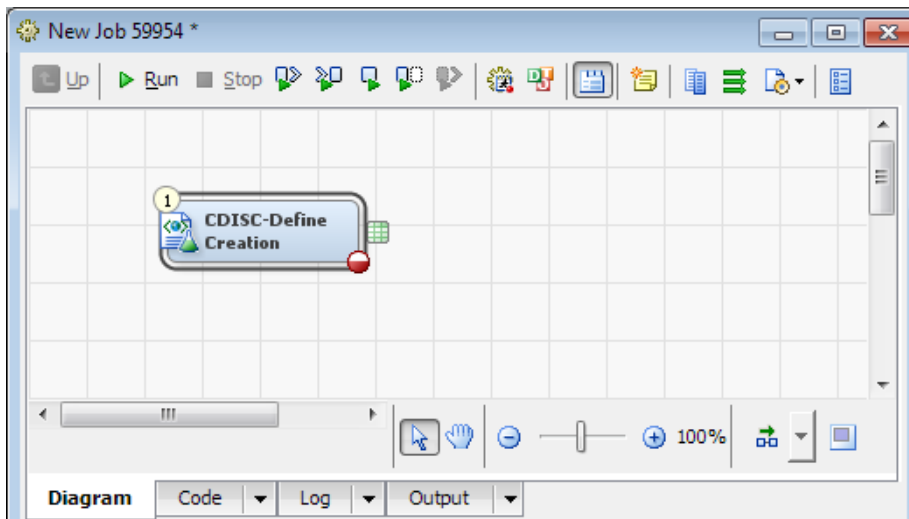 New Job 59954 *
Up Run Stop
1
CDISC-Define
Creation
100%
Diagram Code Log Output